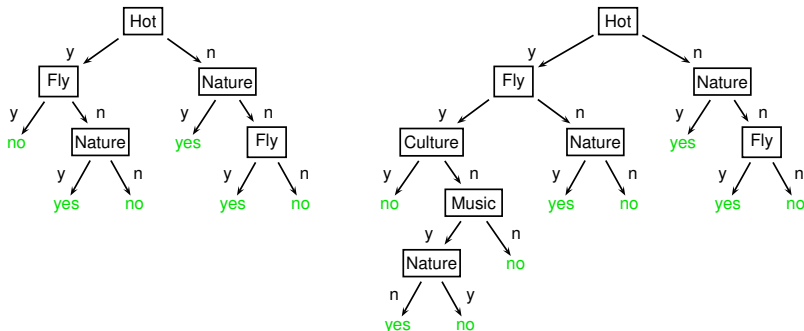 Hot
y n
Fly Nature
y n y n
no Nature yes Fly
y n y n
yes no yes no
Hot
y n
Fly Nature
y n y n
Culture Nature yes Fly
y n y n y n
no Music yes no yes no
y n
Nature no
n y
yes no